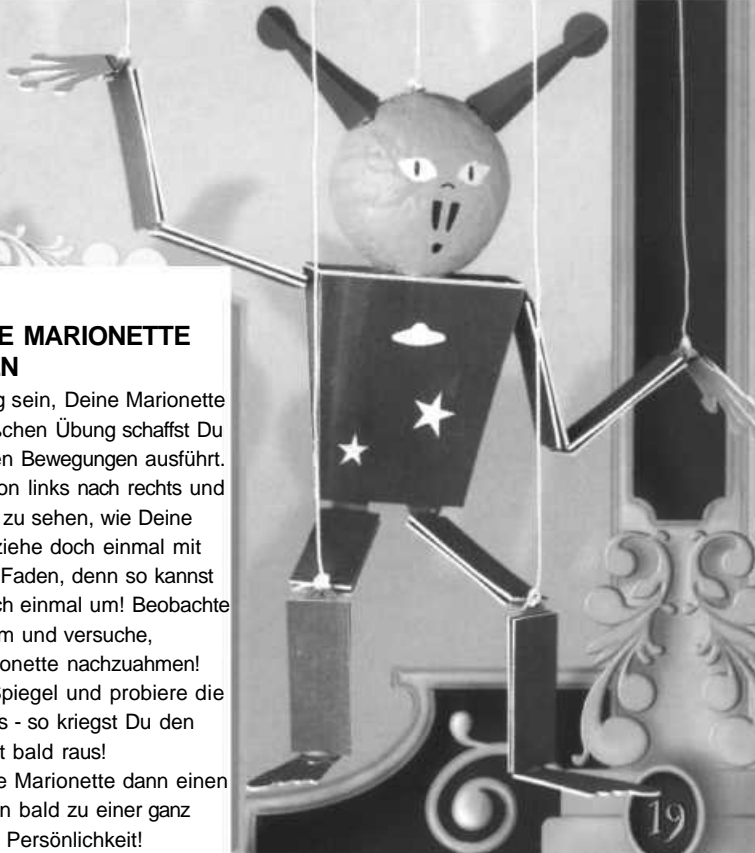 E MARIONETTE
N
g sein, Deine Marionette
schen Übung schaffst Du
en Bewegungen ausführt.
on links nach rechts und
zu sehen, wie Deine
ziehe doch einmal mit
Faden, denn so kannst
ch einmal um! Beobachte
m und versuche,
onette nachzuahmen!
Spiegel und probiere die
s - so kriegst Du den
t bald raus!
e Marionette dann einen
n bald zu einer ganz
Persönlichkeit!
19